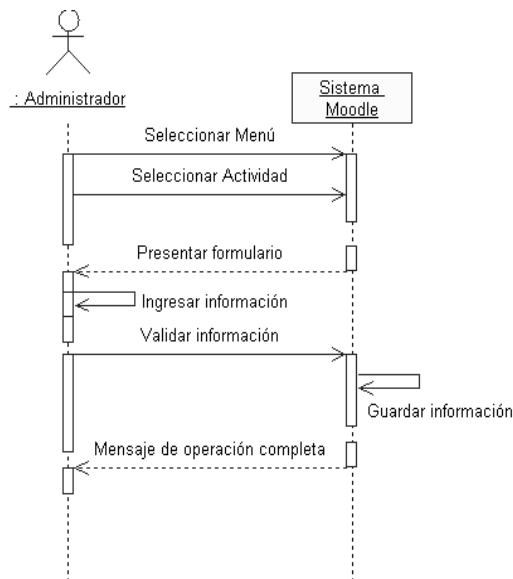 : Administrador
Sistema
Moodle
Seleccionar Menú
Seleccionar Actividad
Presentar formulario
Ingresar información
Validar información
Guardar información
Mensaje de operación completa